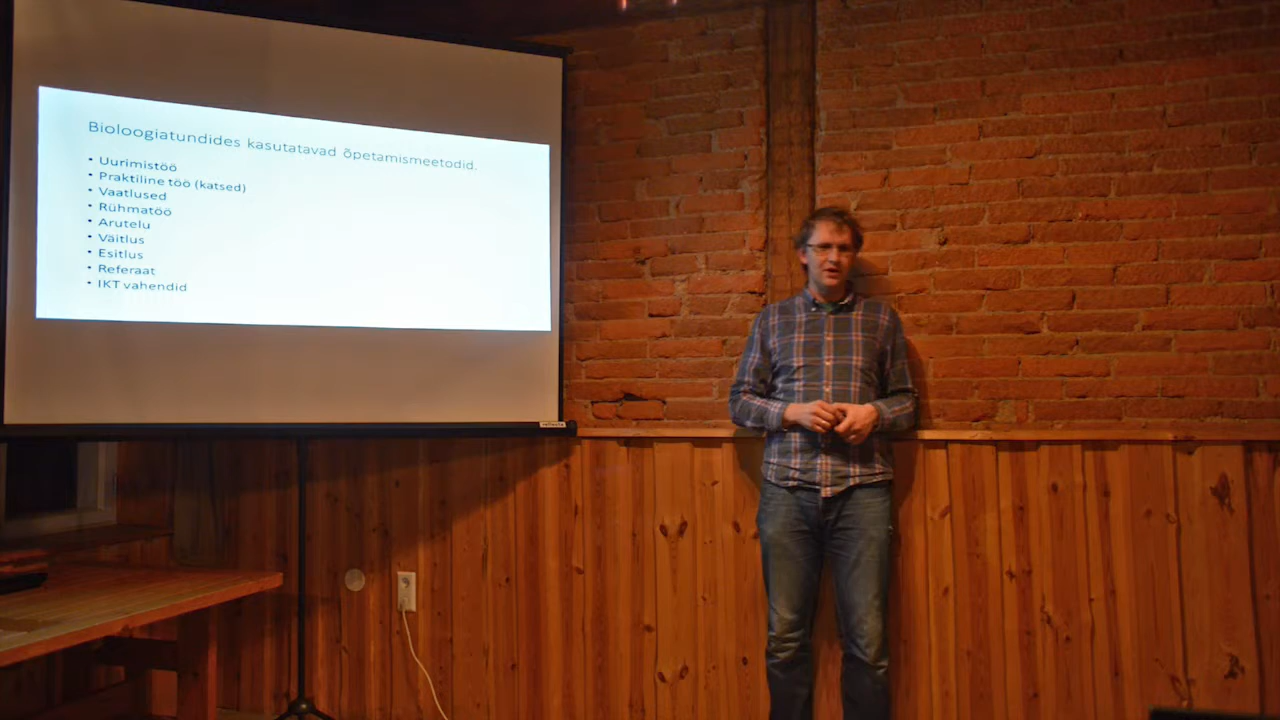 Bioloogiatundides kasutatavad õpetamismeetodid.
• Uurimistöö
• Praktiline töö (katsed)
• Vaatlused
• Rühmatöö
• Arutelu
• Väitlus
• Esitlus
• Referaat
• IKT vahendid